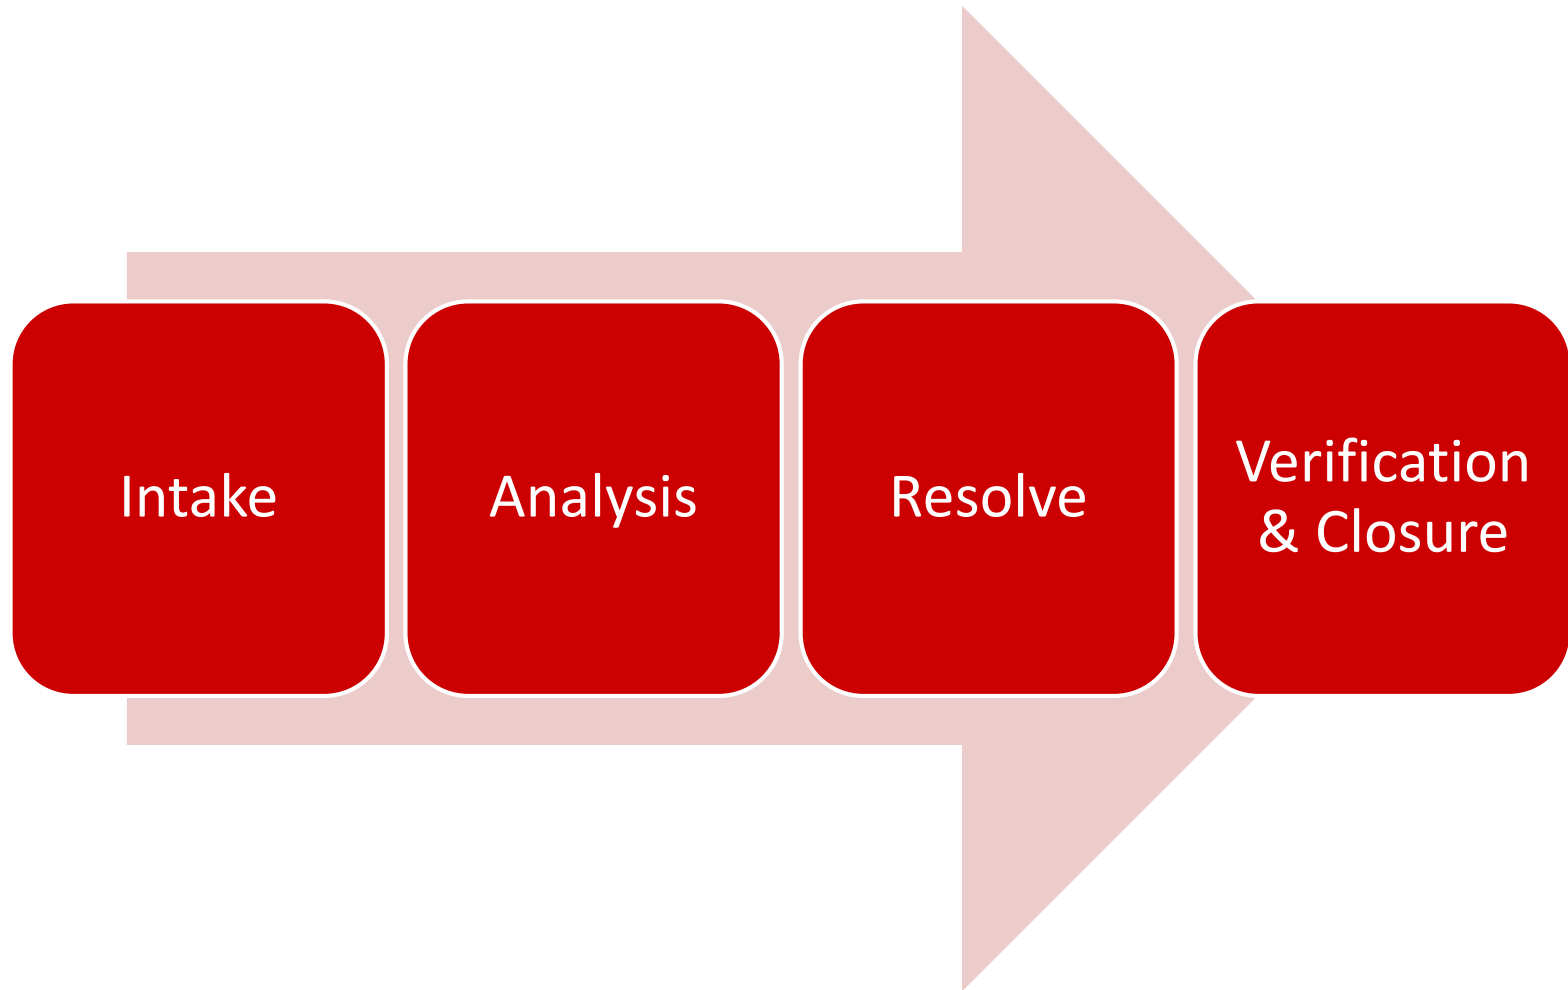 Intake
Analysis
Resolve
Verification
& Closure